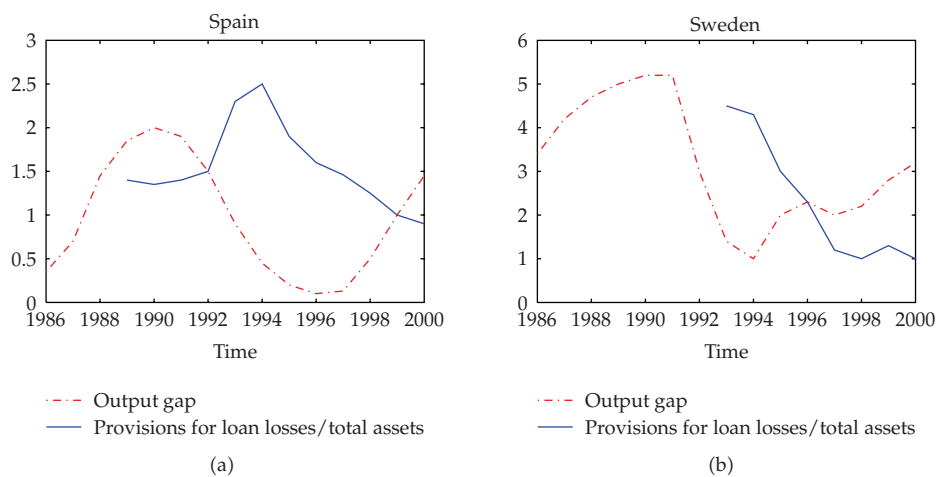 Spain
3
2.5
2
1.5
1
0.5
0
1986 1988 1990 1992 1994 1996 1998 2000
Time
Output gap
Provisions for loan losses/total assets
(a)
Sweden
6
5
4
3
2
1
0
1986 1988 1990 1992 1994 1996 1998 2000
Time
Output gap
Provisions for loan losses/total assets
(b)